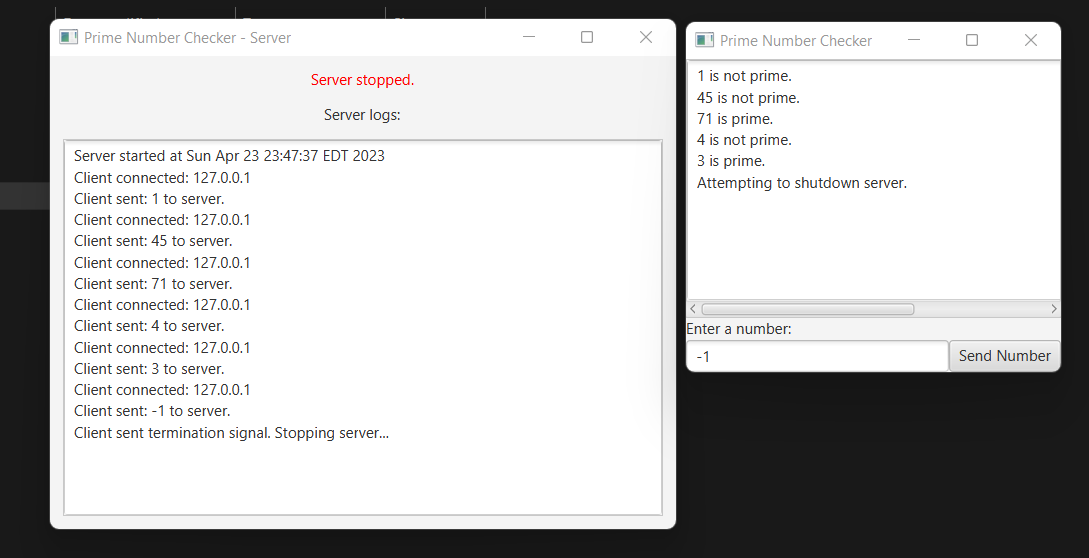 Prime Number Checker - Server
Server stopped.
Server logs:
Server started at Sun Apr 23 23:47:37 EDT 2023
Client connected: 127.0.0.1
Client sent: 1 to server.
Client connected: 127.0.0.1
Client sent: 45 to server.
Client connected: 127.0.0.1
Client sent: 71 to server.
Client connected: 127.0.0.1
Client sent: 4 to server.
Client connected: 127.0.0.1
Client sent: 3 to server.
Client connected: 127.0.0.1
Client sent: -1 to server.
Client sent termination signal. Stopping server...
Prime Number Checker
1 is not prime.
45 is not prime.
71 is prime.
4 is not prime.
3 is prime.
Attempting to shutdown server.
Enter a number:
-1
Send Number